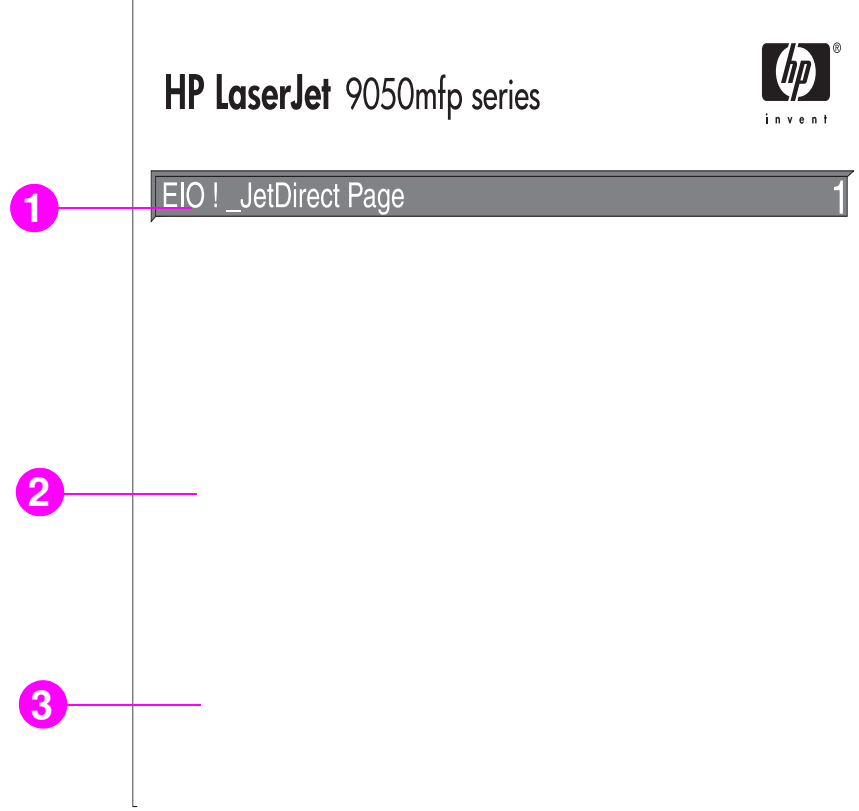 HP LaserJet 9050mfp series
hp®
invent
EIO ! _JetDirect Page 1
1
2
3